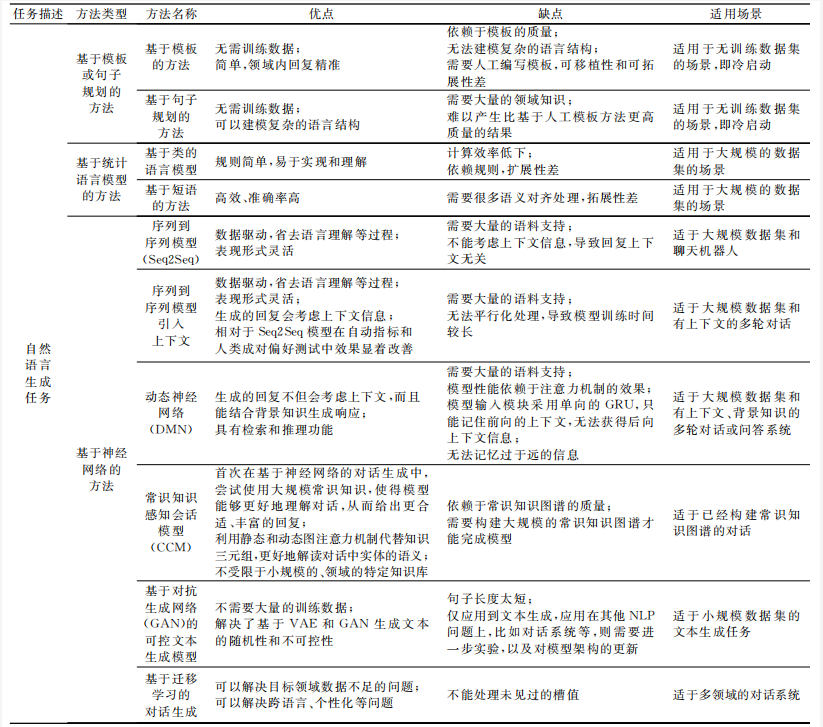 任务描述 方法类型 方法名称 优点 缺点 适用场景
自然
语言
生成
任务
基于模板
或句子
规划的
方法
基于模板
的方法
无需训练数据；
简单，领域内回复精准
依赖于模板的质量；
无法建模复杂的语言结构；
需要人工编写模板，可移植性和可拓
展性差
适用于无训练数据集
的场景，即冷启动
基于句子
规划的
方法
无需训练数据；
可以建模复杂的语言结构
需要大量的领域知识；
难以产生比基于人工模板方法更高
质量的结果
适用于无训练数据集
的场景，即冷启动
基于统计
语言模型
的方法
基于类的
语言模型
规则简单，易于实现和理解
计算效率低下；
依赖规则，扩展性差
适用于大规模的数据
集的场景
基于短语
的方法
高效、准确率高
需要很多语义对齐处理，拓展性差
适用于大规模的数据
集的场景
基于神经
网络的
方法
序列到
序列模型
(Seq2Seq)
数据驱动，省去语言理解等过程；
表现形式灵活
需要大量的语料支持；
不能考虑上下文信息，导致回复上下
文无关
适于大规模数据集和
聊天机器人
序列到
序列模型
引入
上下文
数据驱动，省去语言理解等过程；
表现形式灵活；
生成的回复会考虑上下文信息；
相对于 Seq2Seq 模型在自动指标和
人类成对偏好测试中效果显着改善
需要大量的语料支持；
无法平行化处理，导致模型训练时间
较长
适于大规模数据集和
有上下文的多轮对话
动态神经
网络
(DMN)
生成的回复不但会考虑上下文，而且
能结合背景知识生成响应；
具有检索和推理功能
需要大量的语料支持；
模型性能依赖于注意力机制的效果；
模型输入模块采用单向的 GRU，只
能记住前向的上下文，无法获得后向
上下文信息；
无法记忆过于远的信息
适于大规模数据集和
有上下文、背景知识的
多轮对话或问答系统
常识知识
感知会话
模型
(CCM)
首次在基于神经网络的对话生成中，
尝试使用大规模常识知识，使得模型
能够更好地理解对话，从而给出更合
适、丰富的回复；
利用静态和动态图注意力机制代替知识
三元组，更好地解读对话中实体的语义；
不受限于小规模的、领域的特定知识库
依赖于常识知识图谱的质量；
需要构建大规模的常识知识图谱才
能完成模型
适于已经构建常识知
识图谱的对话
基于对抗
生成网络
(GAN)的
可控文本
生成模型
不需要大量的训练数据；
解决了基于 VAE 和 GAN 生成文本
的随机性和不可控性
句子长度太短；
仅应用到文本生成，应用在其他 NLP
问题上，比如对话系统等，则需要进
一步实验，以及对模型架构的更新
适于小规模数据集的
文本生成任务
基于迁移
学习的
对话生成
可以解决目标领域数据不足的问题；
可以解决跨语言、个性化等问题
不能处理未见过的槽值
适于多领域的对话系统